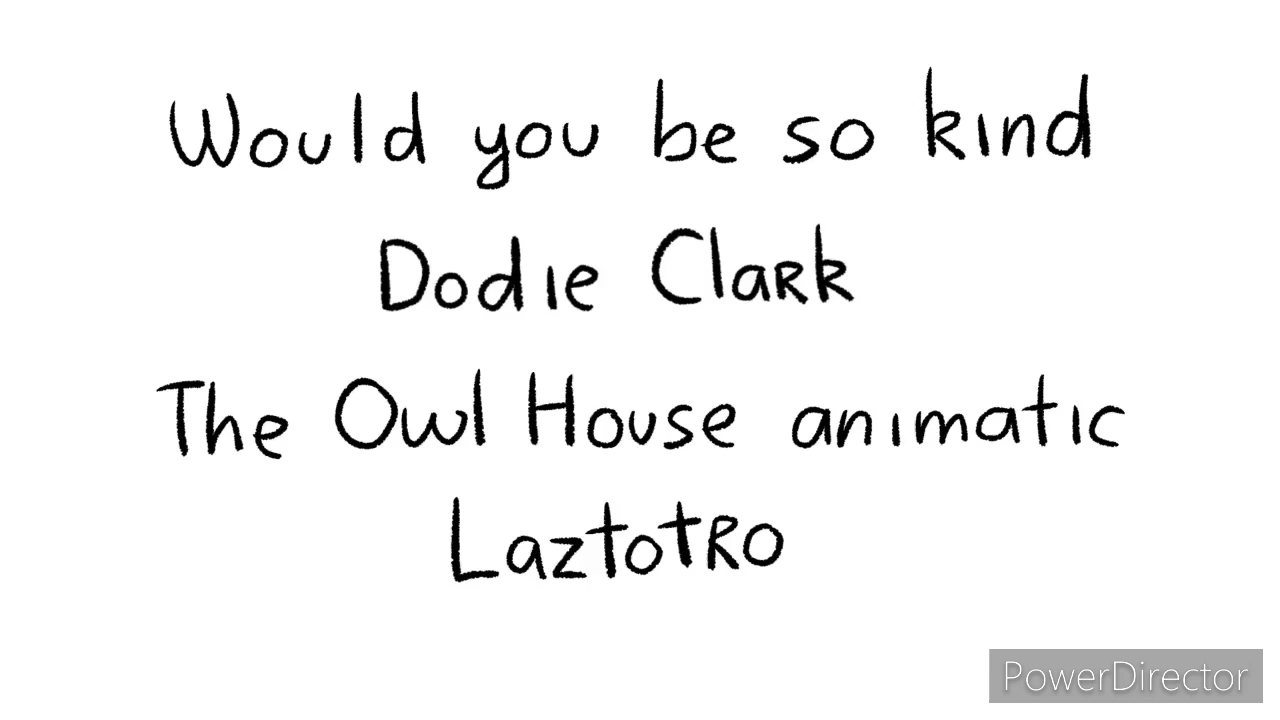 Would you be so kind
Dodie Clark
The Owl House animatic
Laztotro
PowerDirector